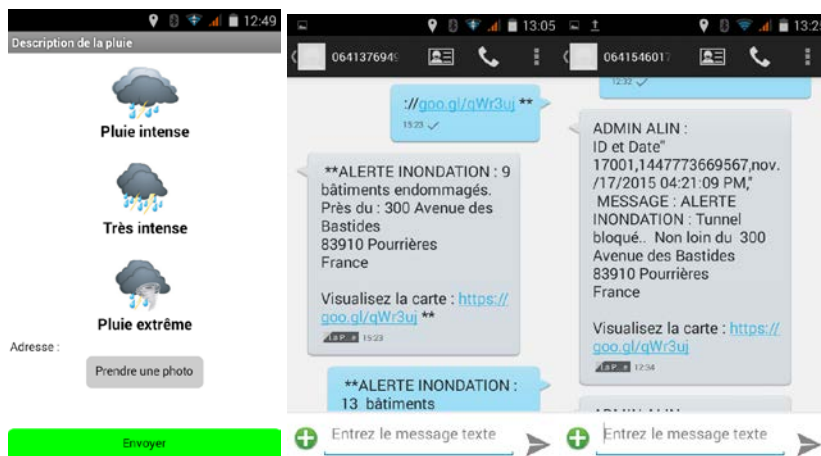 12:49
Description de la pluie
Pluie intense
Très intense
Pluie extrême
Adresse :
Prendre une photo
Envoyer
13:05
0641376949
://goo.gl/qWr3uj **
15:23
**ALERTE INONDATION : 9
bâtiments endommagés.
Près du : 300 Avenue des
Bastides
83910 Pourrières
France
Visualisez la carte : https://
goo.gl/qWr3uj **
15:23
**ALERTE INONDATION :
13 bâtiments
Entrez le message texte
13:25
0641546017
12:32
ADMIN ALIN :
ID et Date"
17001,1447773669567,nov.
/17/2015 04:21:09 PM,"
MESSAGE : ALERTE
INONDATION : Tunnel
bloqué.. Non loin du 300
Avenue des Bastides
83910 Pourrières
France
Visualisez la carte : https://
goo.gl/qWr3uj
12:34
Entrez le message texte